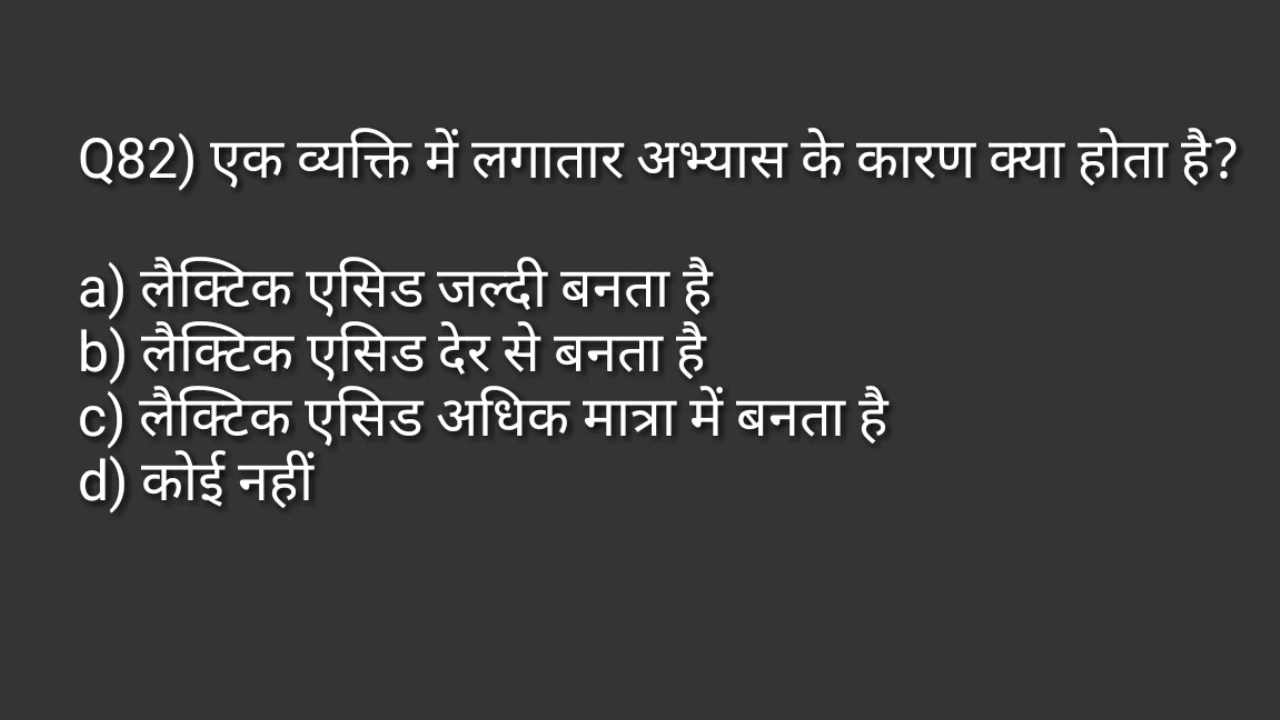 Q82) एक व्यक्ति में लगातार अभ्यास के कारण क्या होता है?
a) लैक्टिक एसिड जल्दी बनता है
b) लैक्टिक एसिड देर से बनता है
c) लैक्टिक एसिड अधिक मात्रा में बनता है
d) कोई नहीं